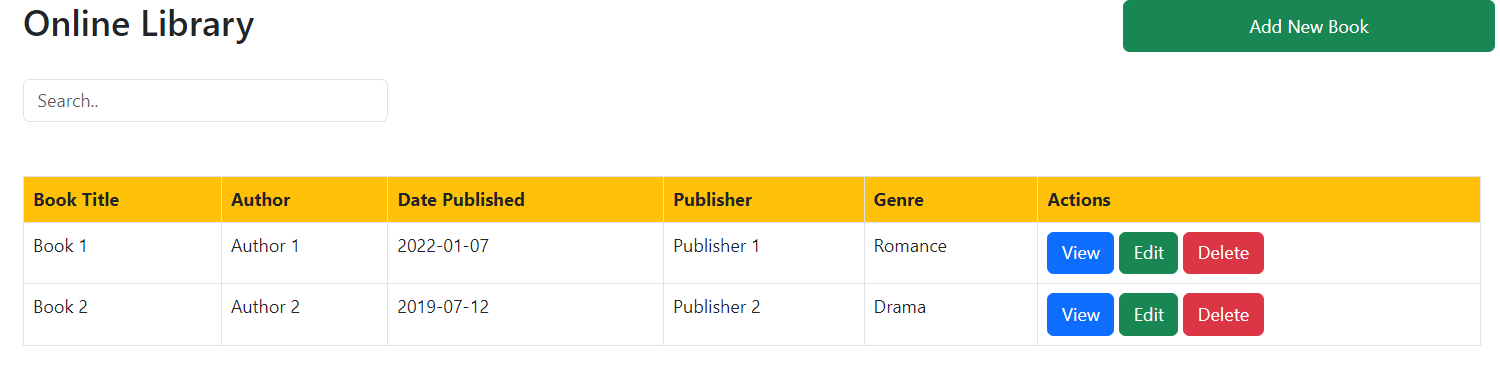 Online Library
Add New Book
Search..
Book Title Author Date Published Publisher Genre Actions
Book 1 Author 1 2022-01-07 Publisher 1 Romance View Edit Delete
Book 2 Author 2 2019-07-12 Publisher 2 Drama View Edit Delete